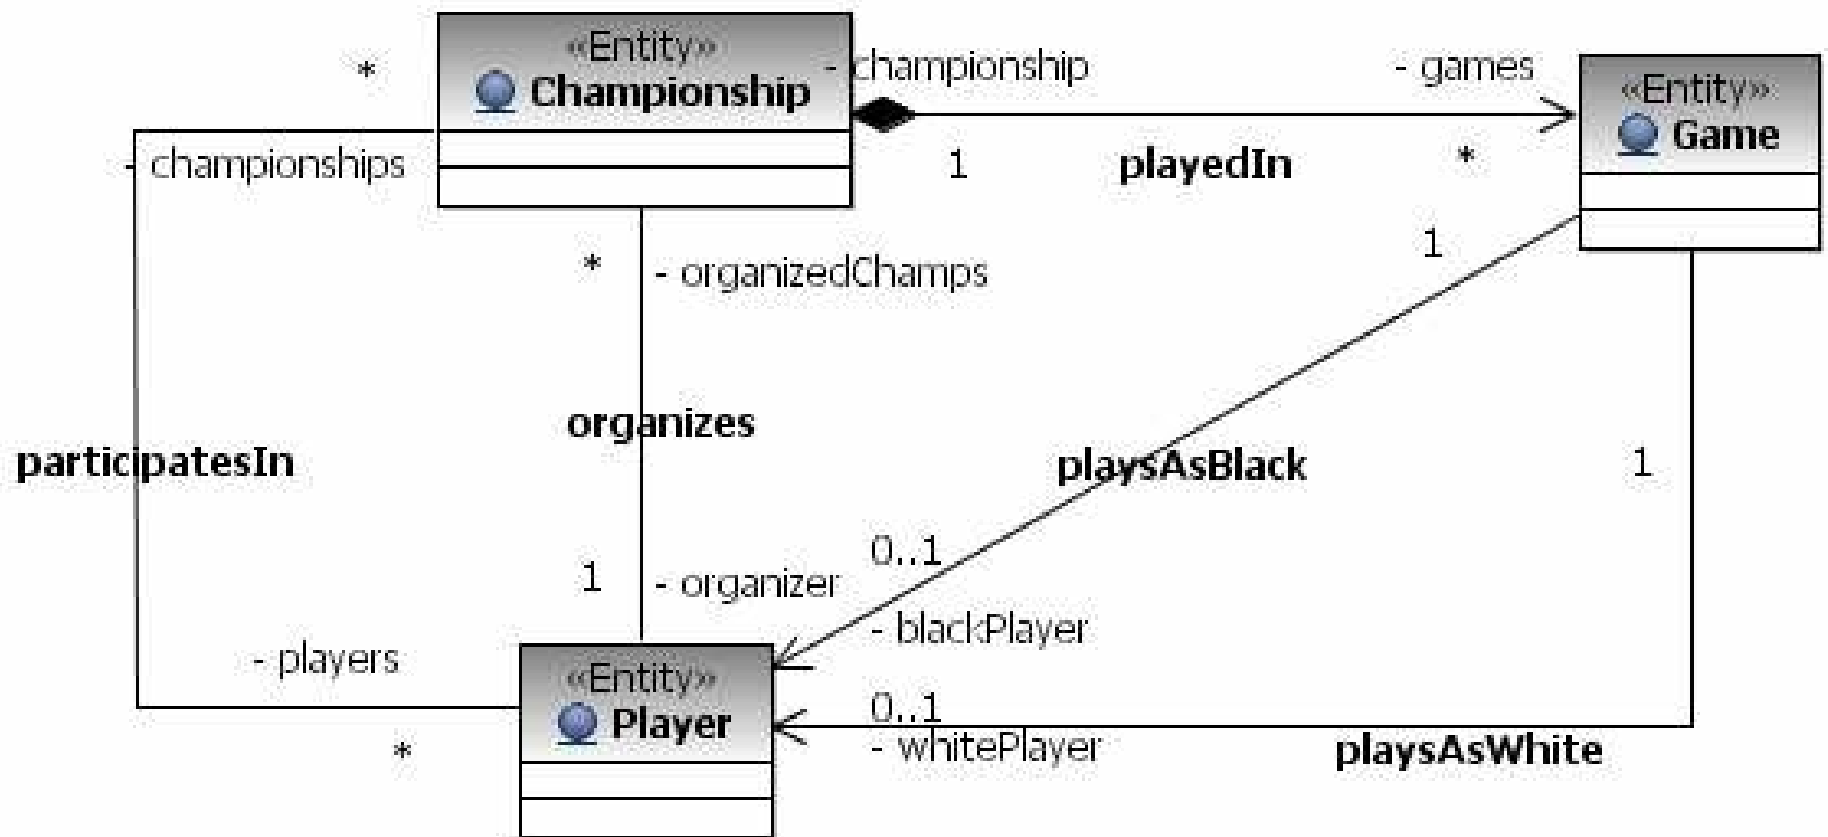 «Entity»
Championship
*
- championships
- championship
1
playedIn
- games
*
«Entity»
Game
*
- organizedChamps
organizes
1
- organizer
participatesIn
- players
*
1
playsAsBlack
0..1
- blackPlayer
1
playsAsWhite
0..1
- whitePlayer
«Entity»
Player